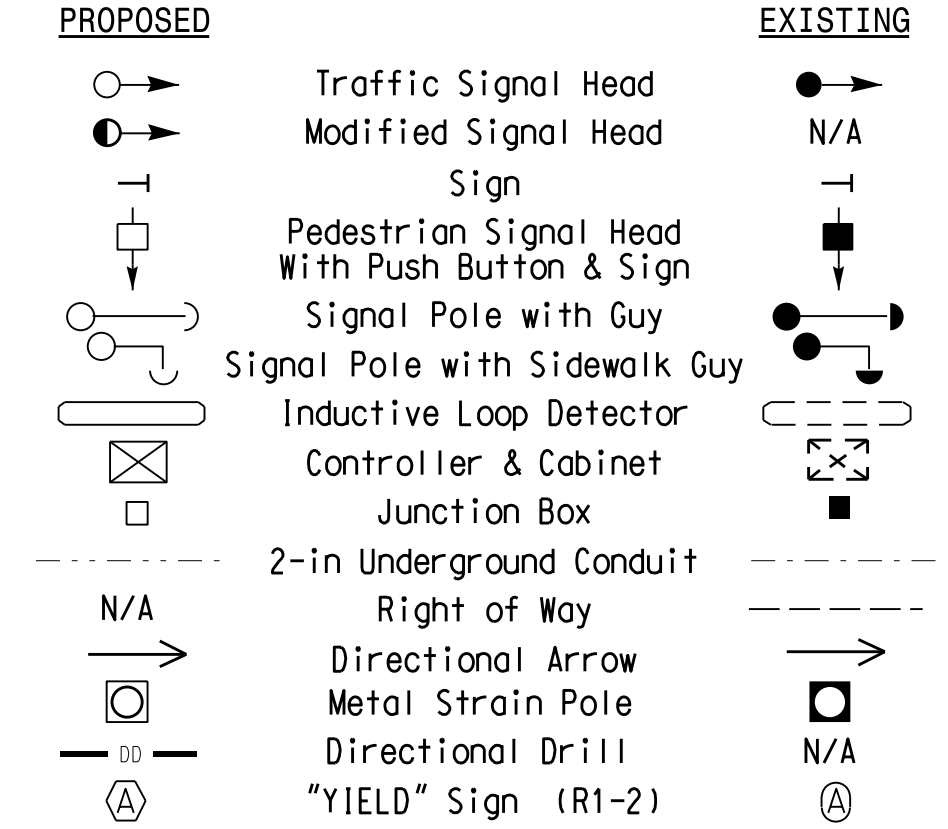 PROPOSED EXISTING
Traffic Signal Head
Modified Signal Head N/A
Sign
Pedestrian Signal Head
With Push Button & Sign
Signal Pole with Guy
Signal Pole with Sidewalk Guy
Inductive Loop Detector
Controller & Cabinet
Junction Box
2-in Underground Conduit
N/A Right of Way
Directional Arrow
Metal Strain Pole
DD Directional Drill N/A
A "YIELD" Sign (R1-2) A